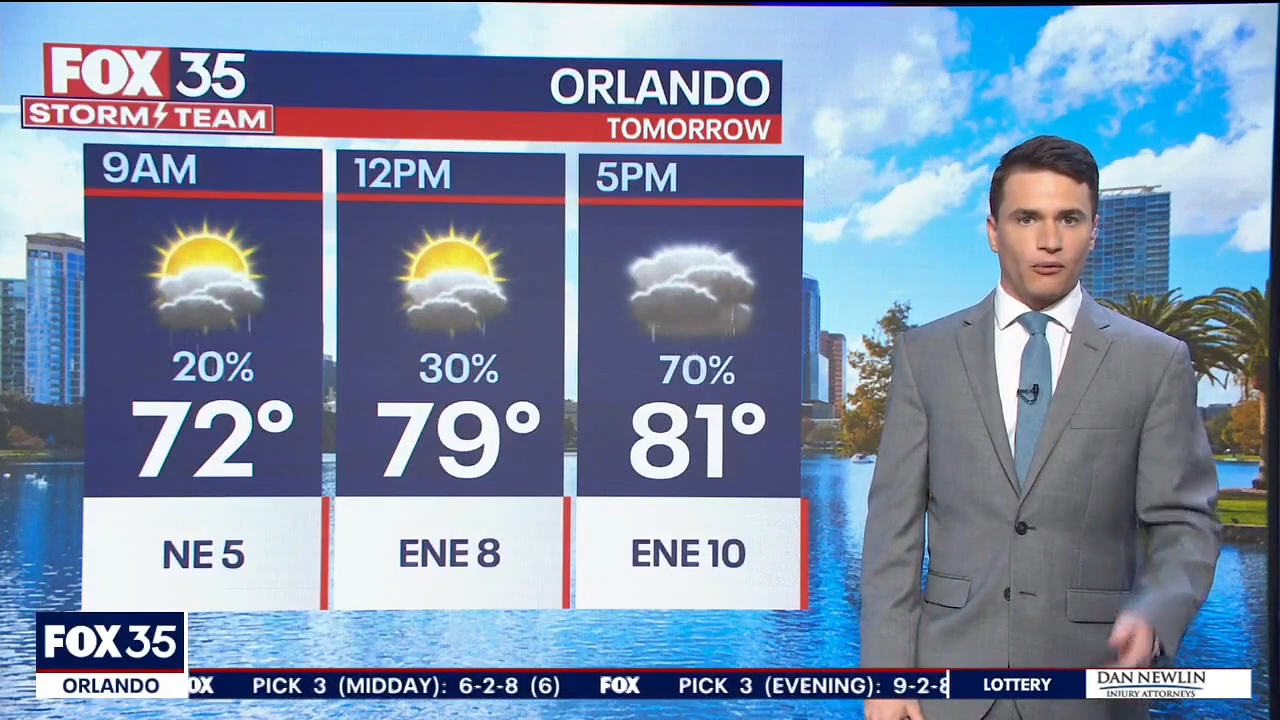 FOX 35
STORM TEAM
ORLANDO
TOMORROW
9AM
20%
72°
NE 5
12PM
30%
79°
ENE 8
5PM
70%
81°
ENE 10
FOX 35
ORLANDO
OX PICK 3 (MIDDAY): 6-2-8 (6) FOX PICK 3 (EVENING): 9-2-8
LOTTERY
DAN NEWLIN
INJURY ATTORNEYS